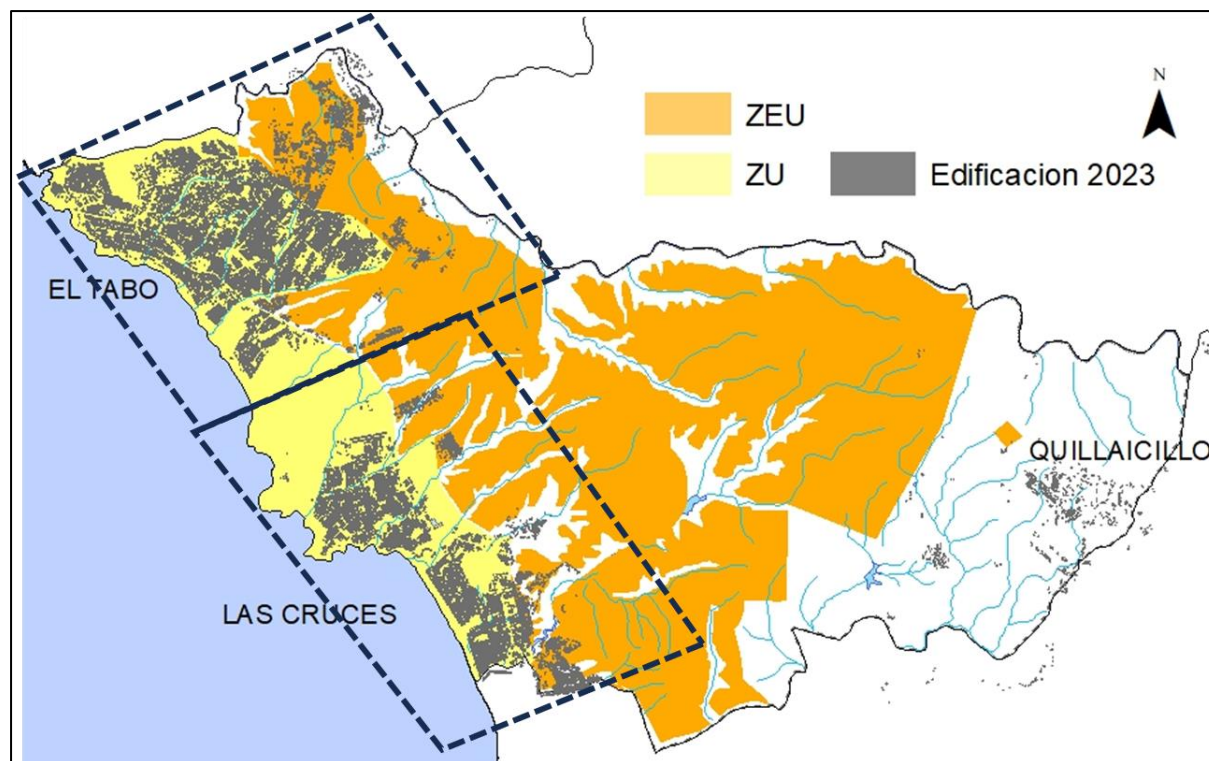 N
ZEU
ZU
Edificacion 2023
EL TABO
QUILLAICILLO
LAS CRUCES